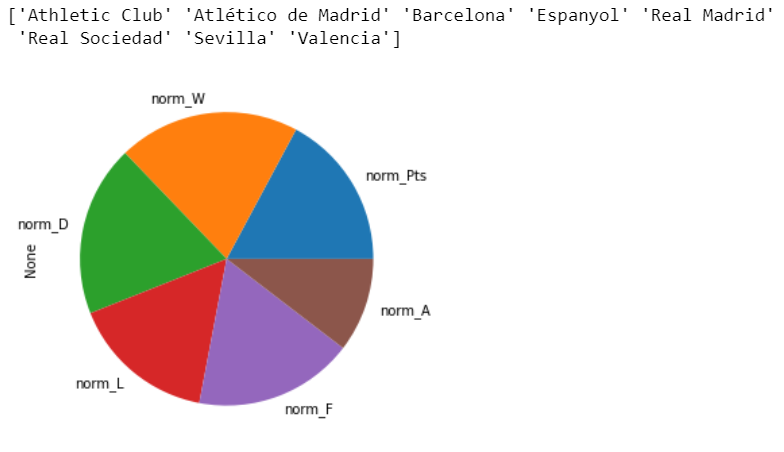 ['Athletic Club' 'Atlético de Madrid' 'Barcelona' 'Espanyol' 'Real Madrid'
 'Real Sociedad' 'Sevilla' 'Valencia']
norm_W
norm_Pts
norm_D
None
norm_A
norm_L
norm_F